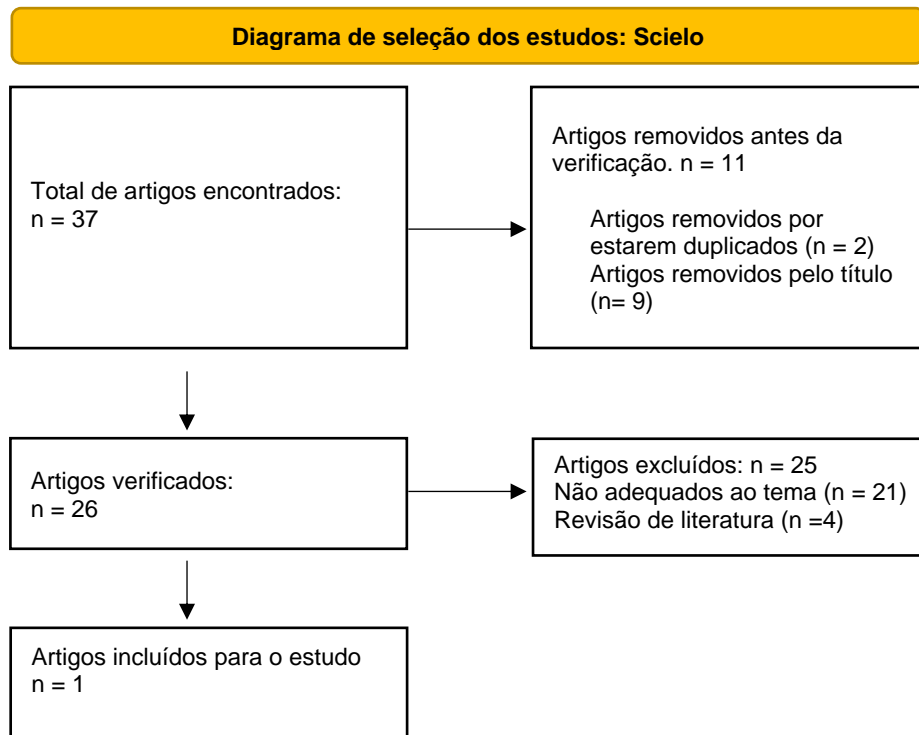 Diagrama de seleção dos estudos: Scielo
Total de artigos encontrados:
n = 37
Artigos removidos antes da
verificação. n = 11
Artigos removidos por
estarem duplicados (n = 2)
Artigos removidos pelo título
(n= 9)
Artigos verificados:
n = 26
Artigos excluídos: n = 25
Não adequados ao tema (n = 21)
Revisão de literatura (n =4)
Artigos incluídos para o estudo
n = 1